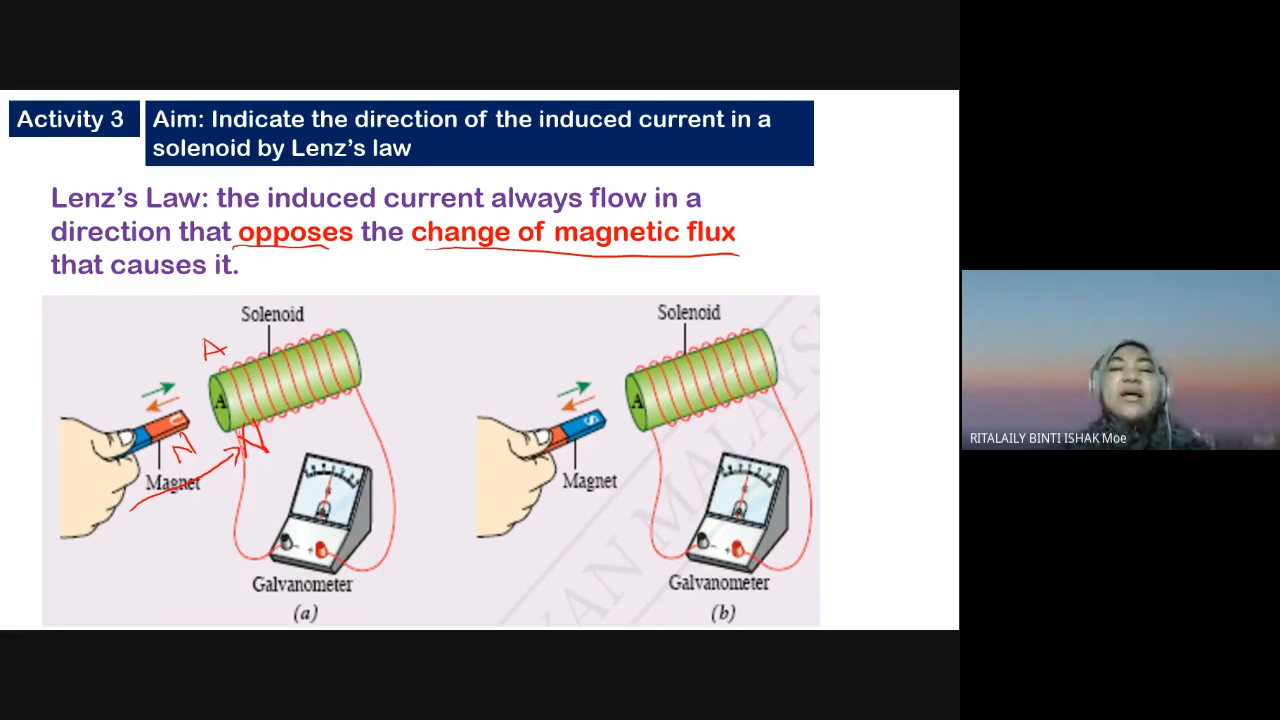 Activity 3
Aim: Indicate the direction of the induced current in a
solenoid by Lenz's law
Lenz's Law: the induced current always flow in a
direction that opposes the change of magnetic flux
that causes it.
Solenoid
A
A
N
N
Magnet
Galvanometer
(a)
Solenoid
A
S
Magnet
Galvanometer
(b)
RITALAILY BINTI ISHAK Moe